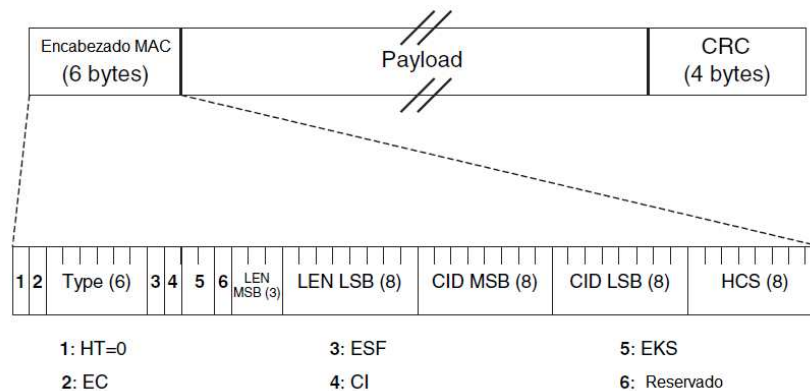 Encabezado MAC
(6 bytes)
Payload
CRC
(4 bytes)
1 2 Type (6) 3 4 5 6 LEN MSB (3) LEN LSB (8) CID MSB (8) CID LSB (8) HCS (8)
1: HT=0 3: ESF 5: EKS
2: EC 4: CI 6: Reservado